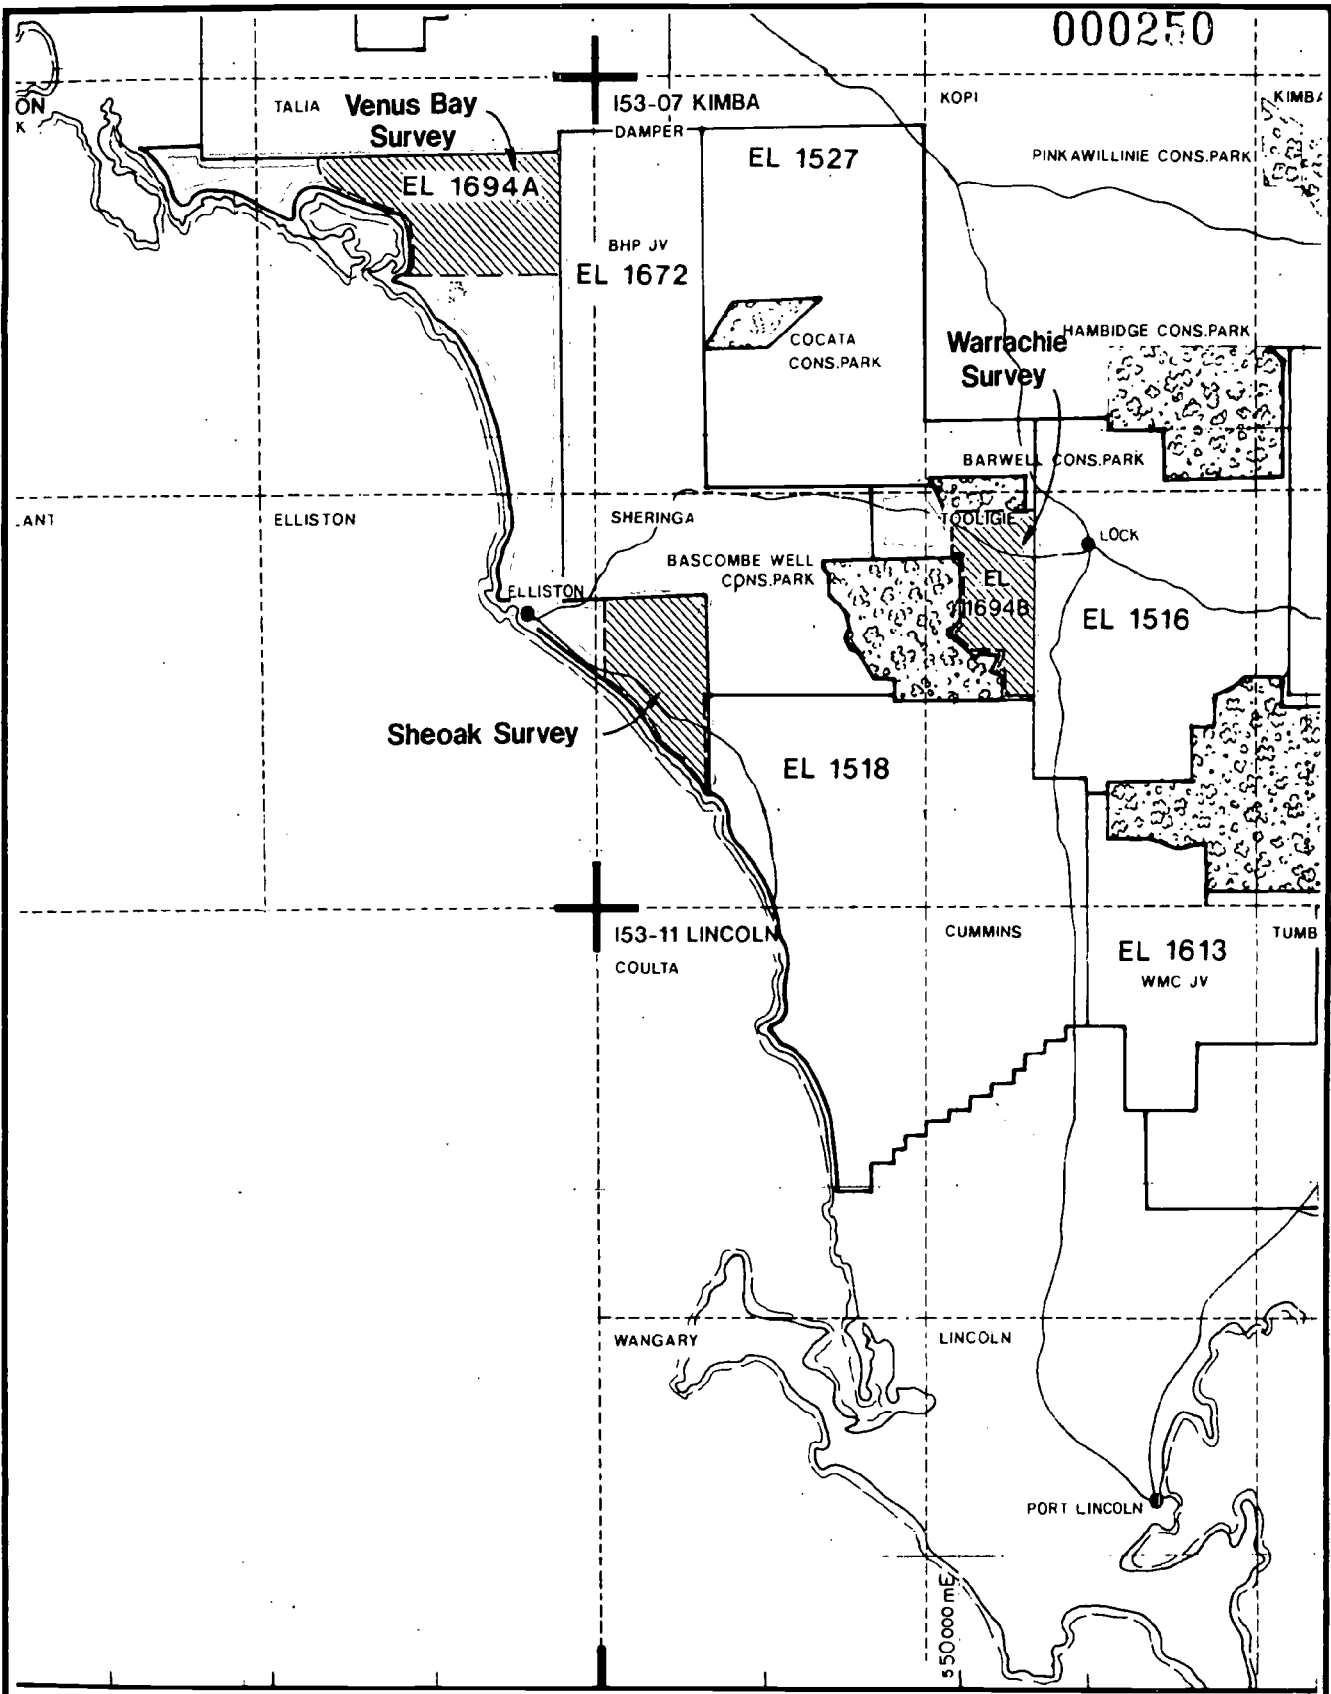 000250
ON
K
TALIA
Venus Bay
Survey
I53-07 KIMBA
DAMPER
KOPI
KIMBA
EL 1527
PINKAWILLINIE CONS.PARK
EL 1694A
BHP JV
EL 1672
COCATA
CONS.PARK
HAMBIDGE CONS.PARK
Warrachie
Survey
BARWELL CONS.PARK
ANT
ELLISTON
SHERINGA
TOOLIGIE
LOCK
BASCOMBE WELL
CONS.PARK
EL
1694B
ELLISTON
EL 1516
Sheoak Survey
EL 1518
I53-11 LINCOLN
COULTA
CUMMINS
TUMB
EL 1613
WMC JV
WANGARY
LINCOLN
PORT LINCOLN
550000mE